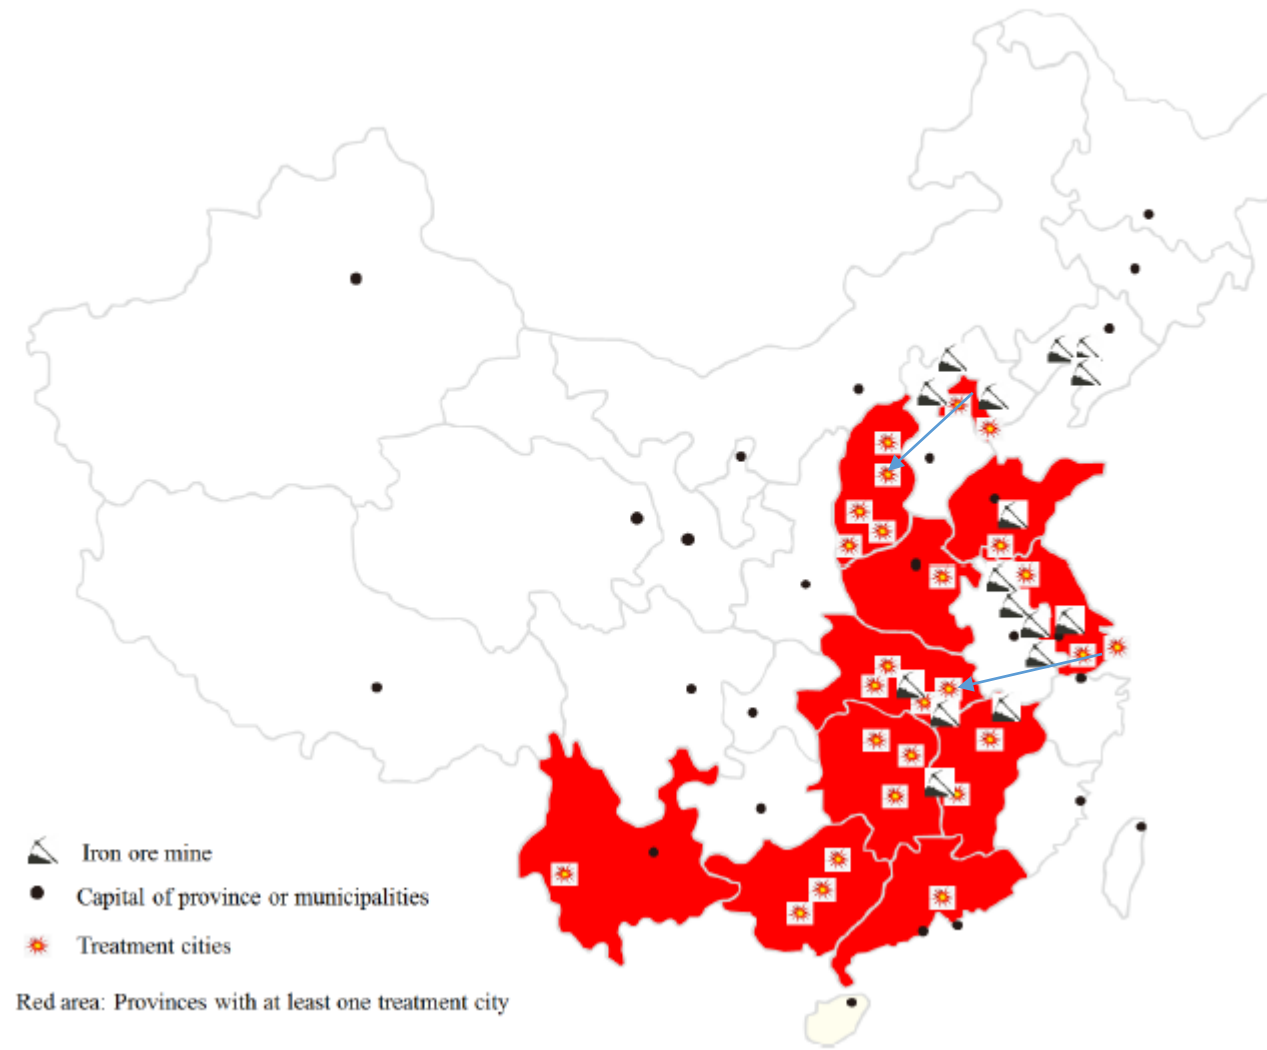 Iron ore mine
Capital of province or municipalities
Treatment cities
Red area: Provinces with at least one treatment city